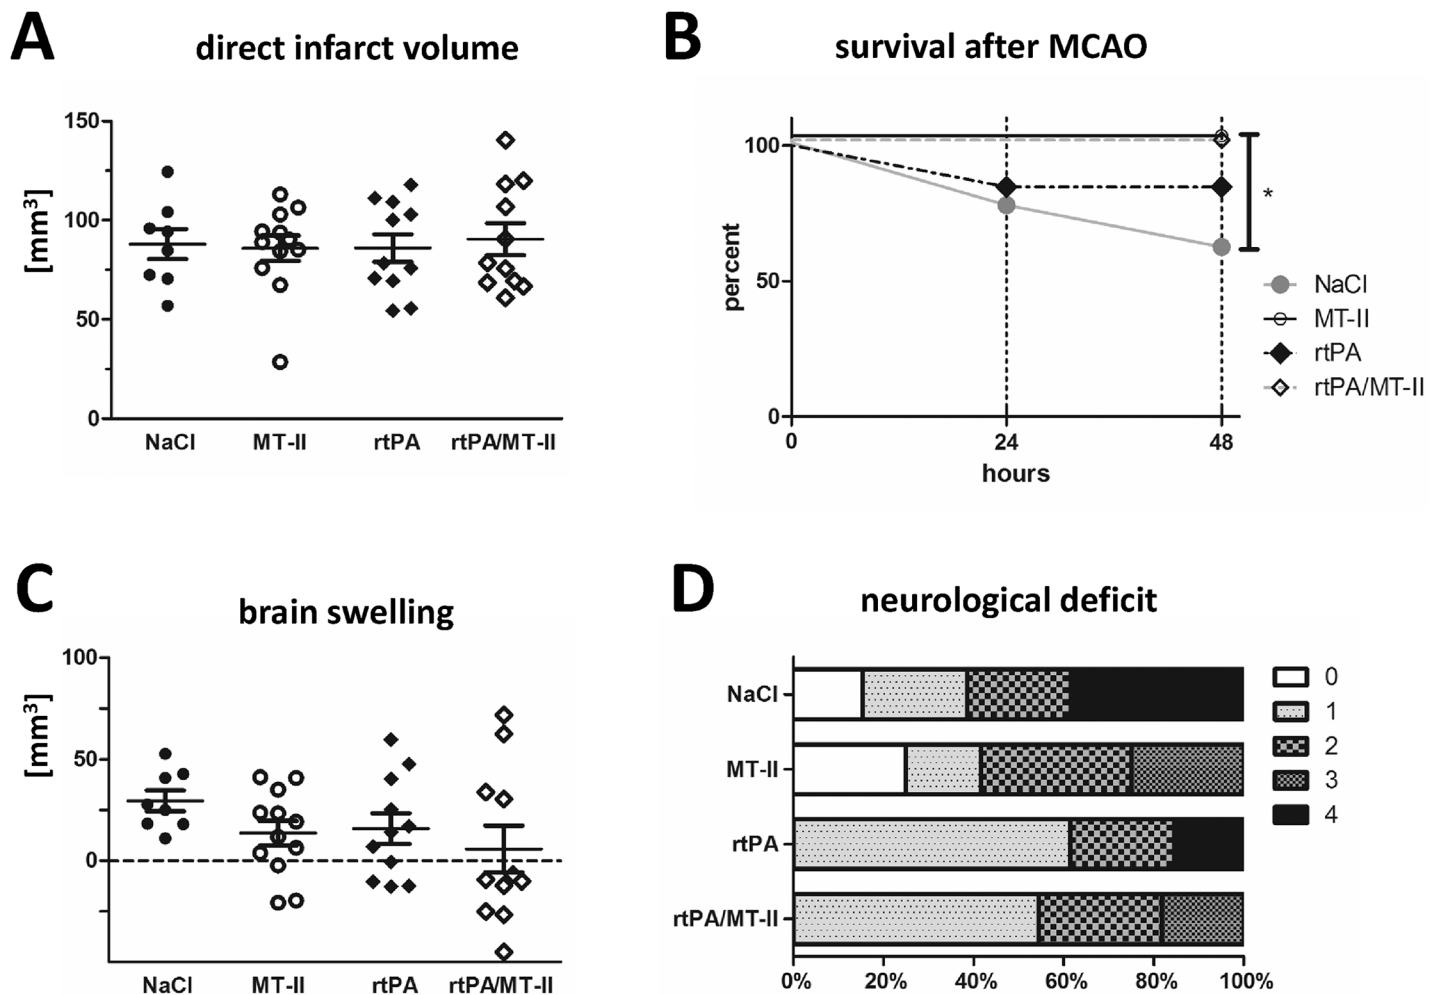 A
direct infarct volume
[mm³]
150
100
50
0
NaCl MT-II rtPA rtPA/MT-II
B
survival after MCAO
percent
100
50
0
0 24 48
hours
*
NaCl
MT-II
rtPA
rtPA/MT-II
C
brain swelling
[mm³]
100
50
0
NaCl MT-II rtPA rtPA/MT-II
D
neurological deficit
NaCl
MT-II
rtPA
rtPA/MT-II
0% 20% 40% 60% 80% 100%
0
1
2
3
4